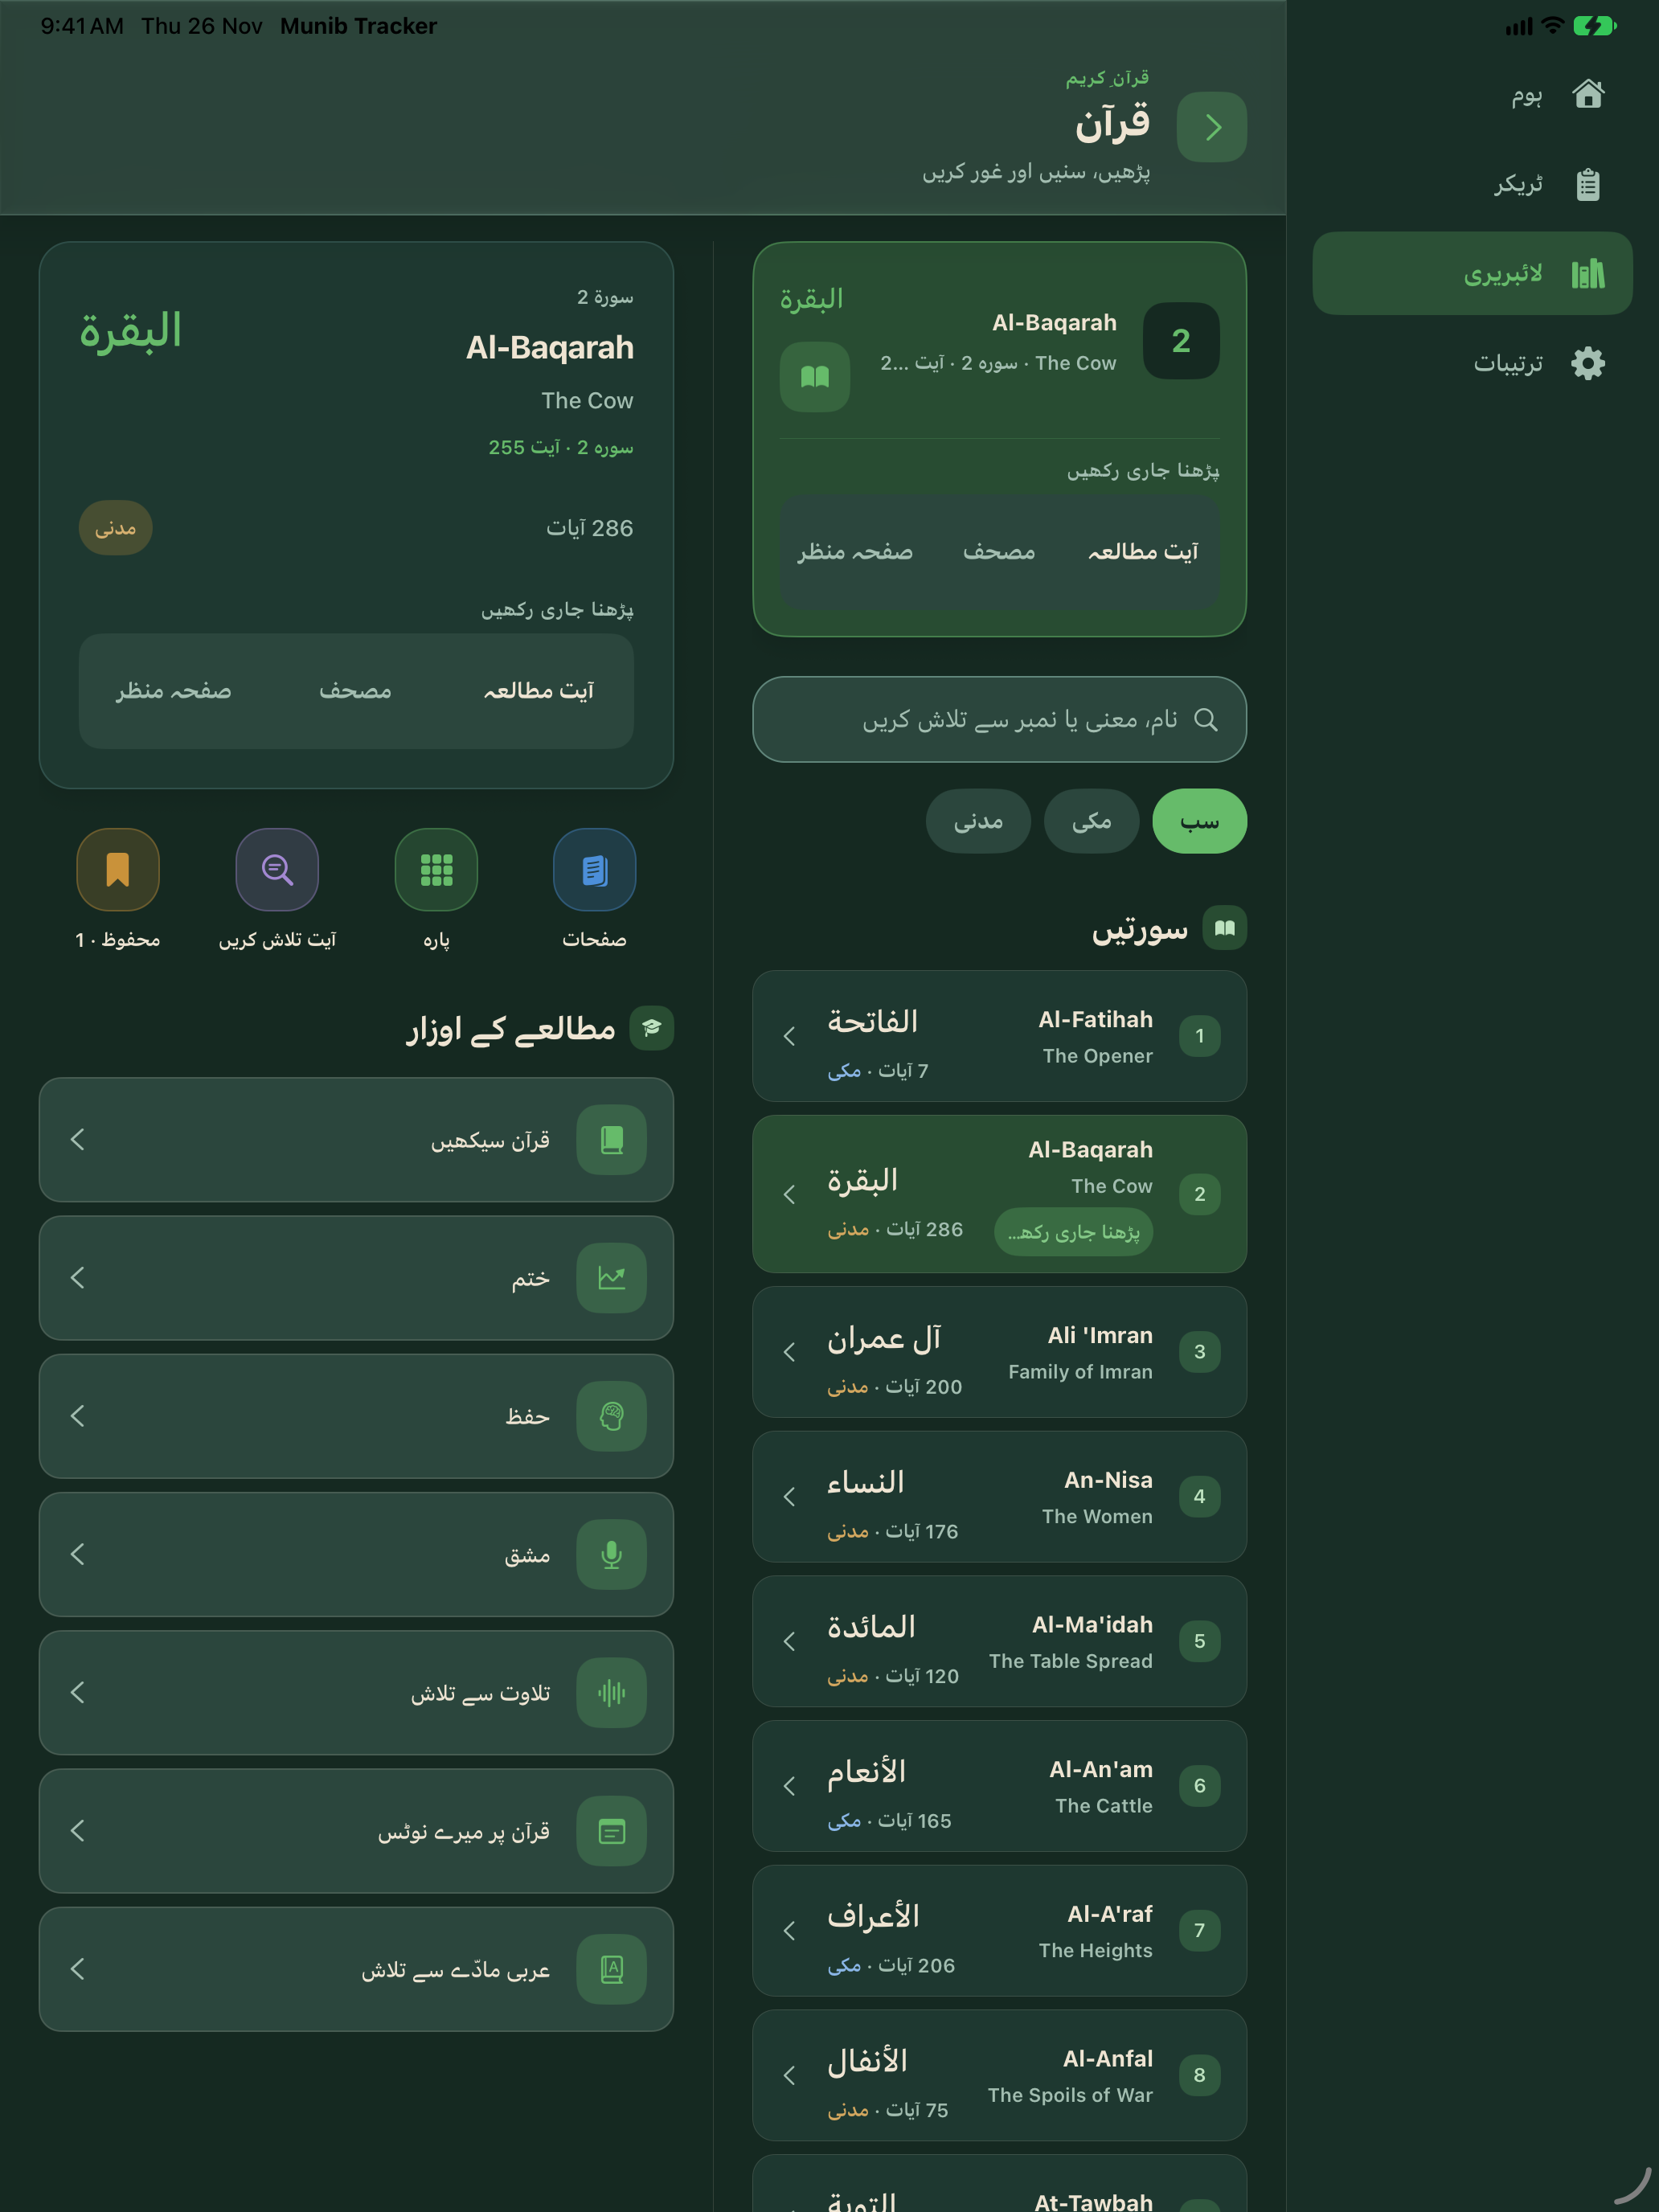 9:41 AM Thu 26 Nov Munib Tracker
ہوم
ٹریکر
لائبریری
ترتیبات
قرآنِ کریم
قرآن
پڑھیں، سنیں اور غور کریں
2
Al-Baqarah
The Cow · سورہ 2 · آیت 2...
البقرة
پڑھنا جاری رکھیں
آیت مطالعہ
مصحف
صفحہ منظر
نام، معنی یا نمبر سے تلاش کریں
سب
مکی
مدنی
سورتیں
1
Al-Fatihah
The Opener
الفاتحة
7 آیات · مکی
2
Al-Baqarah
The Cow
پڑھنا جاری رکھ...
البقرة
286 آیات · مدنی
3
Ali 'Imran
Family of Imran
آل عمران
200 آیات · مدنی
4
An-Nisa
The Women
النساء
176 آیات · مدنی
5
Al-Ma'idah
The Table Spread
المائدة
120 آیات · مدنی
6
Al-An'am
The Cattle
الأنعام
165 آیات · مکی
7
Al-A'raf
The Heights
الأعراف
206 آیات · مکی
8
Al-Anfal
The Spoils of War
الأنفال
75 آیات · مدنی
At-Tawbah
التوبة
سورة 2
Al-Baqarah
The Cow
سورہ 2 · آیت 255
البقرة
286 آیات
مدنی
پڑھنا جاری رکھیں
آیت مطالعہ
مصحف
صفحہ منظر
صفحات
پارہ
آیت تلاش کریں
محفوظ · 1
مطالعے کے اوزار
قرآن سیکھیں
ختم
حفظ
مشق
تلاوت سے تلاش
قرآن پر میرے نوٹس
عربی مادّے سے تلاش